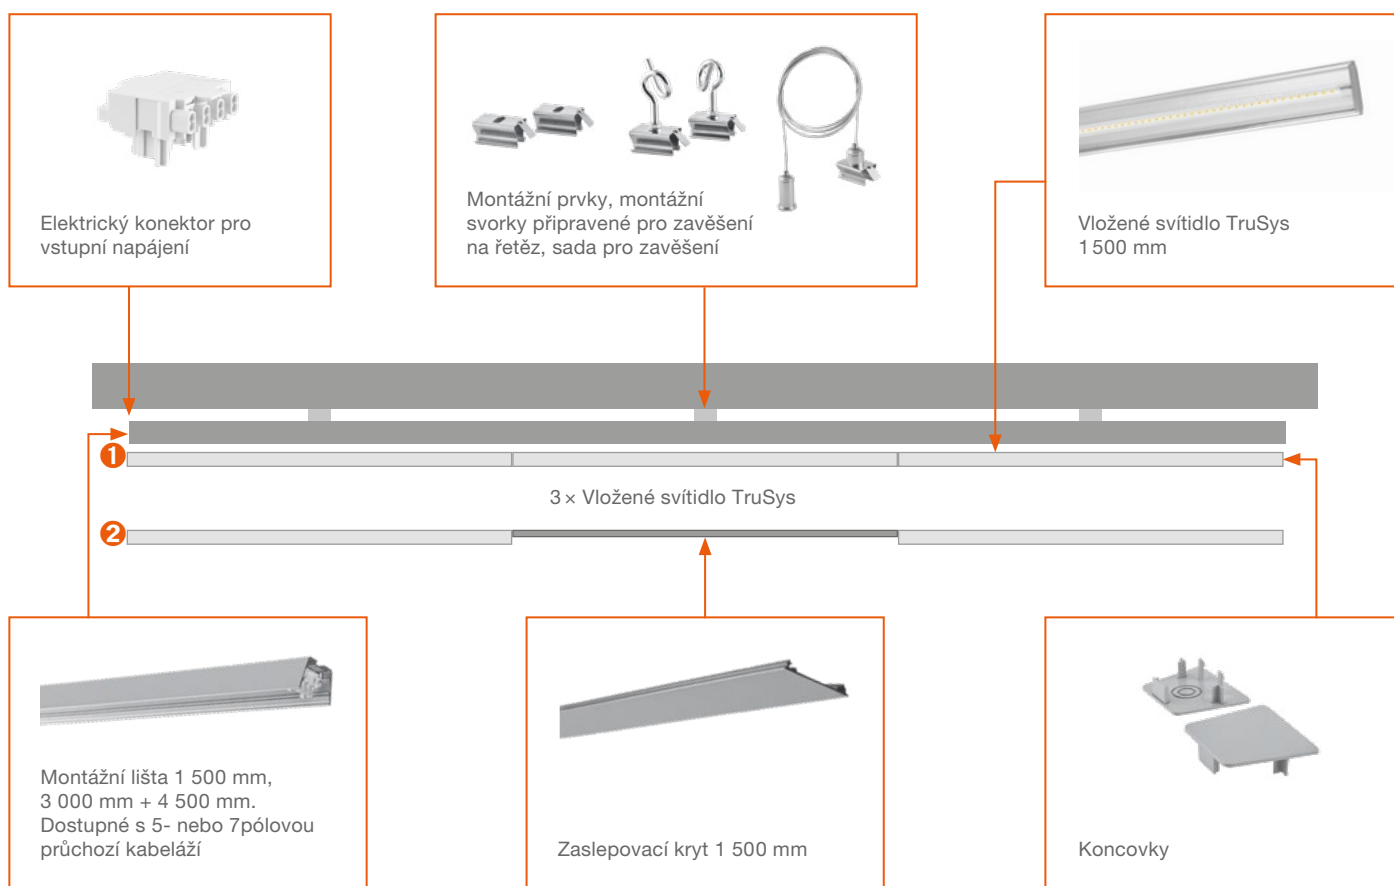 Elektrický konektor pro
vstupní napájení
Montážní prvky, montážní
svorky připravené pro zavěšení
na řetěz, sada pro zavěšení
Vložené svítidlo TruSys
1 500 mm
1
3 × Vložené svítidlo TruSys
2
Montážní lišta 1 500 mm,
3 000 mm + 4 500 mm.
Dostupné s 5- nebo 7pólovou
průchozí kabeláží
Zaslepovací kryt 1 500 mm
Koncovky